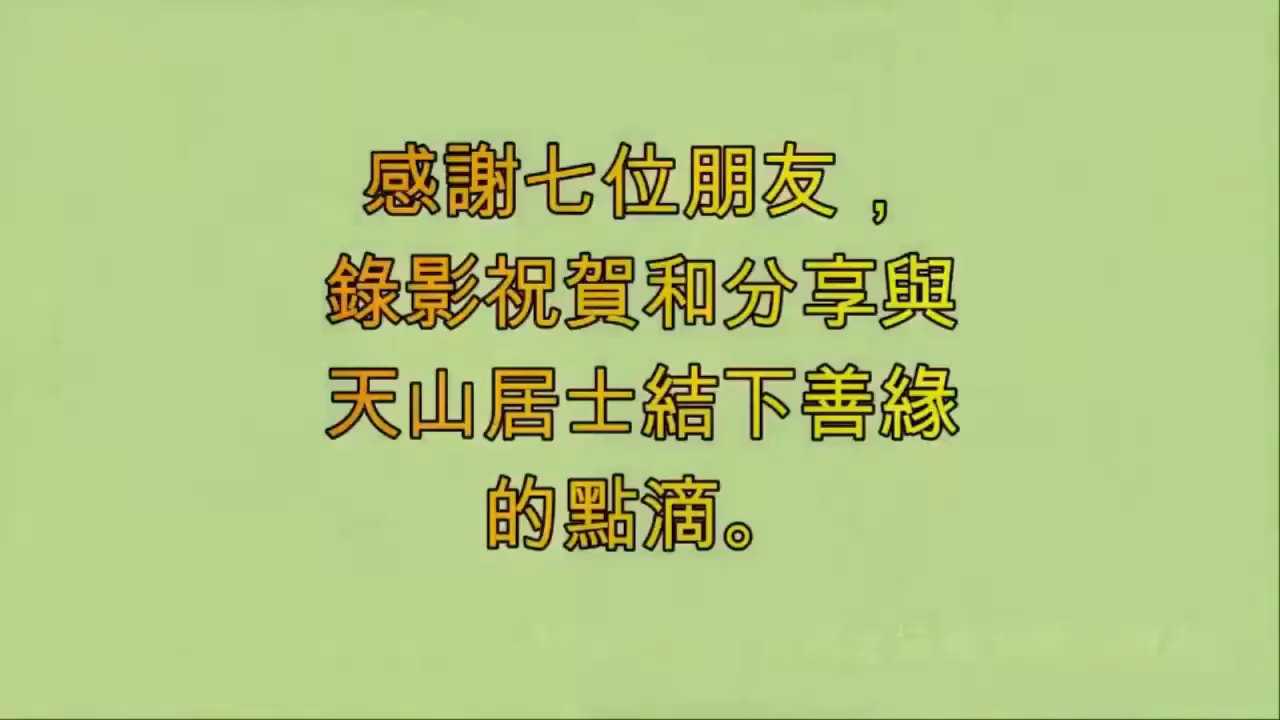 感謝七位朋友，
錄影祝賀和分享與
天山居士結下善緣
的點滴。